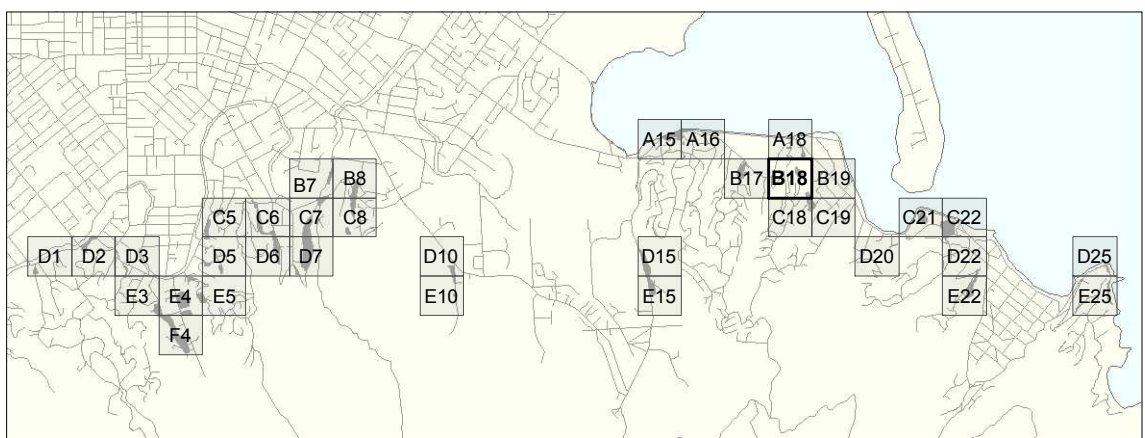 A15 A16 A18
B7 B8 B17 B18 B19
C5 C6 C7 C8 C18 C19 C21 C22
D1 D2 D3 D5 D6 D7 D10 D15 D20 D22 D25
E3 E4 E5 E10 E15 E22 E25
F4